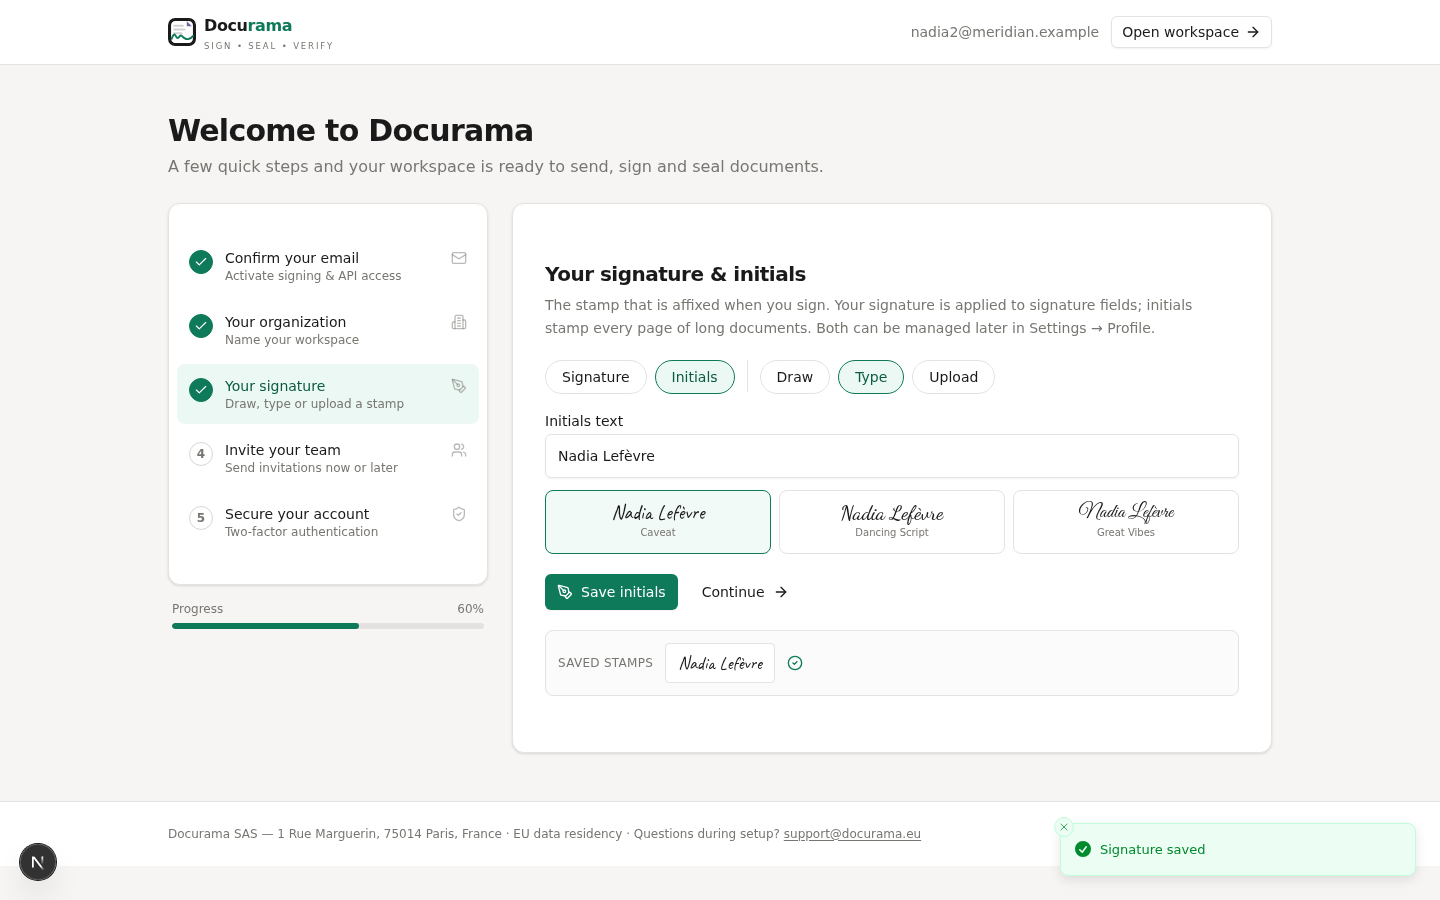 Docurama
SIGN • SEAL • VERIFY
nadia2@meridian.example
Open workspace
Welcome to Docurama
A few quick steps and your workspace is ready to send, sign and seal documents.
Confirm your email
Activate signing & API access
Your organization
Name your workspace
Your signature
Draw, type or upload a stamp
4
Invite your team
Send invitations now or later
5
Secure your account
Two-factor authentication
Progress
60%
Your signature & initials
The stamp that is affixed when you sign. Your signature is applied to signature fields; initials
stamp every page of long documents. Both can be managed later in Settings → Profile.
Signature
Initials
Draw
Type
Upload
Initials text
Nadia Lefèvre
Nadia Lefèvre
Caveat
Nadia Lefèvre
Dancing Script
Nadia Lefèvre
Great Vibes
Save initials
Continue
SAVED STAMPS
Nadia Lefèvre
Docurama SAS — 1 Rue Marguerin, 75014 Paris, France · EU data residency · Questions during setup? support@docurama.eu
N
Signature saved